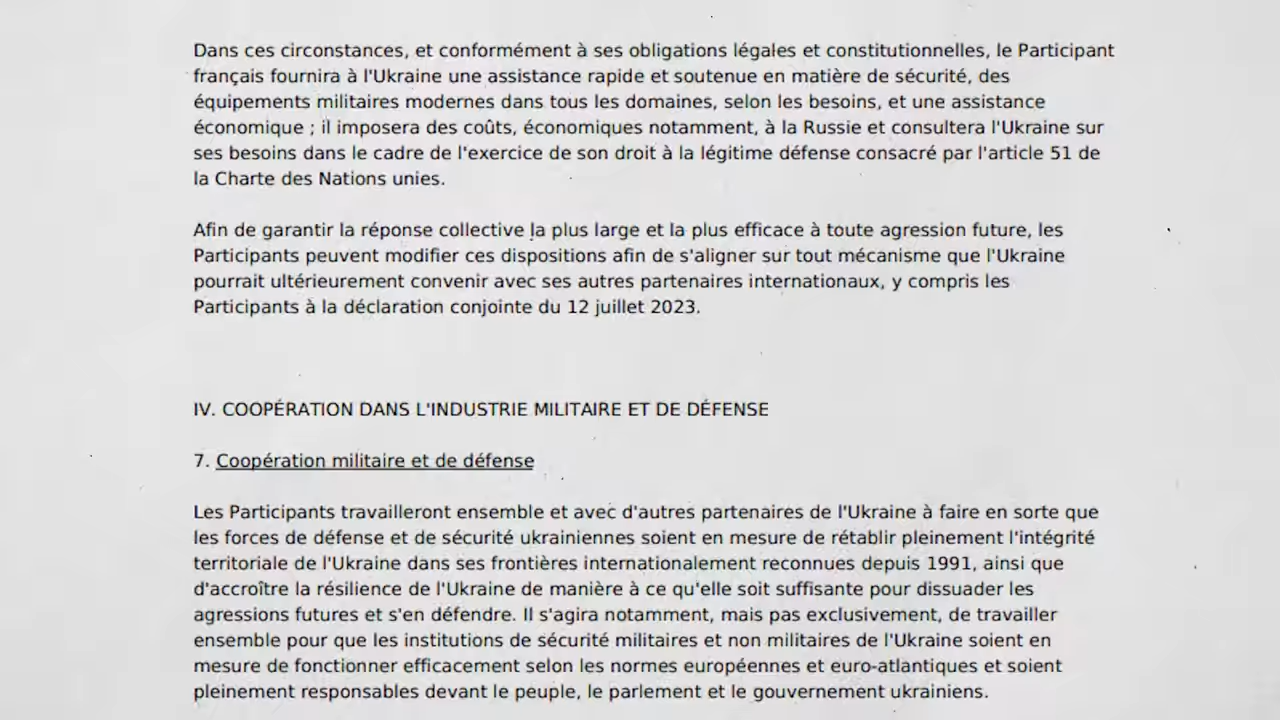 Dans ces circonstances, et conformément à ses obligations légales et constitutionnelles, le Participant
français fournira à l'Ukraine une assistance rapide et soutenue en matière de sécurité, des
équipements militaires modernes dans tous les domaines, selon les besoins, et une assistance
économique ; il imposera des coûts, économiques notamment, à la Russie et consultera l'Ukraine sur
ses besoins dans le cadre de l'exercice de son droit à la légitime défense consacré par l'article 51 de
la Charte des Nations unies.
Afin de garantir la réponse collective la plus large et la plus efficace à toute agression future, les
Participants peuvent modifier ces dispositions afin de s'aligner sur tout mécanisme que l'Ukraine
pourrait ultérieurement convenir avec ses autres partenaires internationaux, y compris les
Participants à la déclaration conjointe du 12 juillet 2023.
IV. COOPÉRATION DANS L'INDUSTRIE MILITAIRE ET DE DÉFENSE
7. Coopération militaire et de défense
Les Participants travailleront ensemble et avec d'autres partenaires de l'Ukraine à faire en sorte que
les forces de défense et de sécurité ukrainiennes soient en mesure de rétablir pleinement l'intégrité
territoriale de l'Ukraine dans ses frontières internationalement reconnues depuis 1991, ainsi que
d'accroître la résilience de l'Ukraine de manière à ce qu'elle soit suffisante pour dissuader les
agressions futures et s'en défendre. Il s'agira notamment, mais pas exclusivement, de travailler
ensemble pour que les institutions de sécurité militaires et non militaires de l'Ukraine soient en
mesure de fonctionner efficacement selon les normes européennes et euro-atlantiques et soient
pleinement responsables devant le peuple, le parlement et le gouvernement ukrainiens.